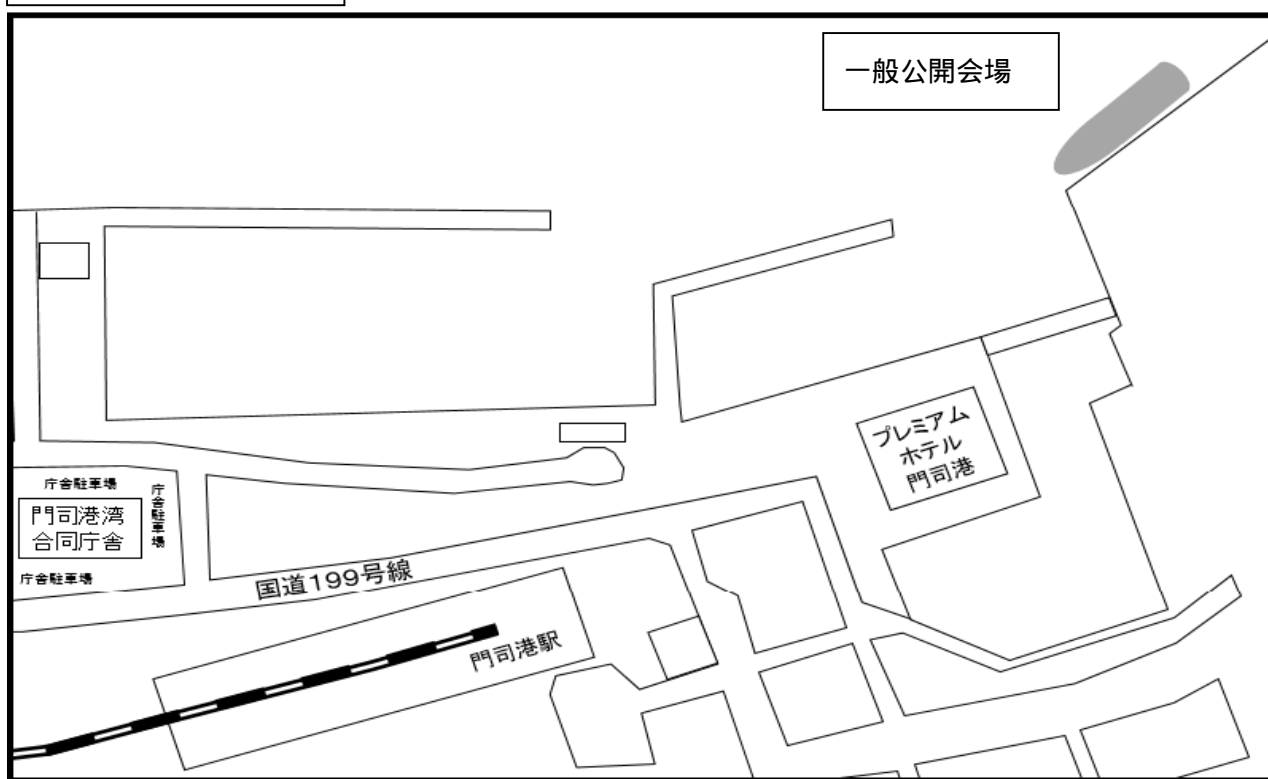 一般公開会場
プレミアム
ホテル
門司港
庁舎駐車場
庁舎駐車場
門司港湾
合同庁舎
庁舎駐車場
国道199号線
門司港駅